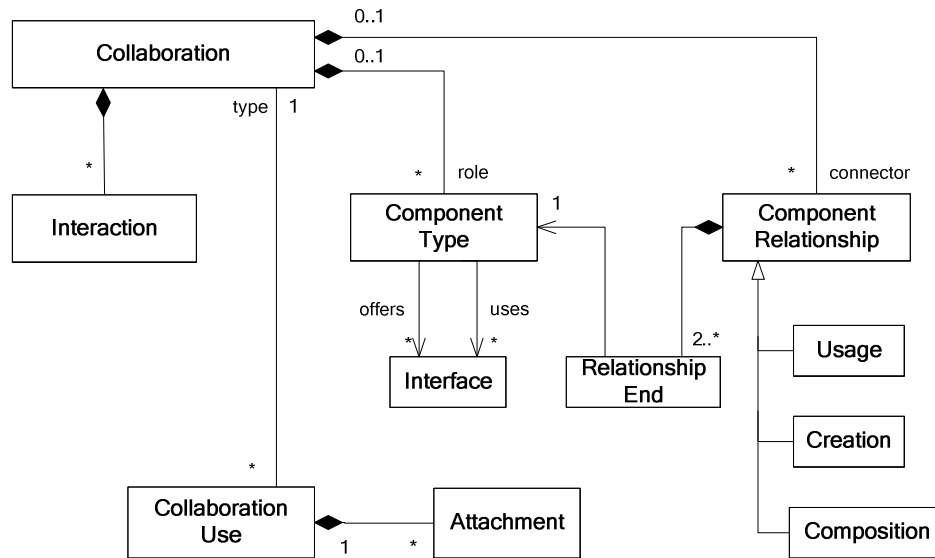 0..1
Collaboration
0..1
type 1
*
* role
* connector
Interaction
Component
Type
1
Component
Relationship
offers
uses
*
*
2..*
Interface
Relationship
End
Usage
Creation
*
Collaboration
Use
1
*
Attachment
Composition